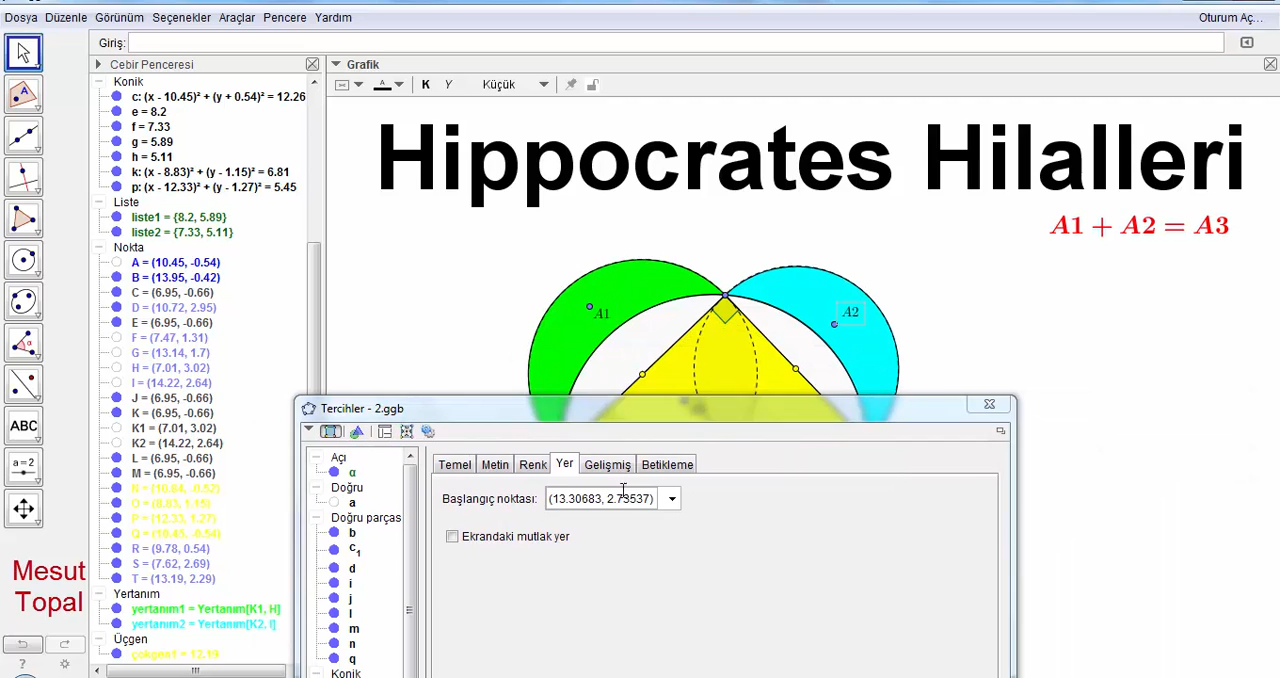 Dosya Düzenle Görünüm Seçenekler Araçlar Pencere Yardım Oturum Aç...
Giriş:
Cebir Penceresi
Grafik
K Y Küçük
Konik
c: (x - 10.45)² + (y + 0.54)² = 12.26
e = 8.2
f = 7.33
g = 5.89
h = 5.11
k: (x - 8.83)² + (y - 1.15)² = 6.81
p: (x - 12.33)² + (y - 1.27)² = 5.45
Liste
liste1 = {8.2, 5.89}
liste2 = {7.33, 5.11}
Nokta
A = (10.45, -0.54)
B = (13.95, -0.42)
C = (6.95, -0.66)
D = (10.72, 2.95)
E = (6.95, -0.66)
F = (7.47, 1.31)
G = (13.14, 1.7)
H = (7.01, 3.02)
I = (14.22, 2.64)
J = (6.95, -0.66)
K = (6.95, -0.66)
K1 = (7.01, 3.02)
K2 = (14.22, 2.64)
L = (6.95, -0.66)
M = (6.95, -0.66)
N = (10.84, -0.52)
O = (8.83, 1.15)
P = (12.33, 1.27)
Q = (10.45, -0.54)
R = (9.78, 0.54)
S = (7.62, 2.69)
T = (13.19, 2.29)
Yertanım
yertanım1 = Yertanım[K1, H]
yertanım2 = Yertanım[K2, I]
Üçgen
çokgen1 = 12.19
ABC
a=2
Mesut
Topal
?
Hippocrates Hilalleri
A1 + A2 = A3
A1
A2
Tercihler - 2.ggb
Açı
α
Doğru
a
Doğru parças
b
c1
d
i
j
l
m
n
q
Konik
Temel Metin Renk Yer Gelişmiş Betikleme
Başlangıç noktası: (13.30683, 2.73537)
Ekrandaki mutlak yer